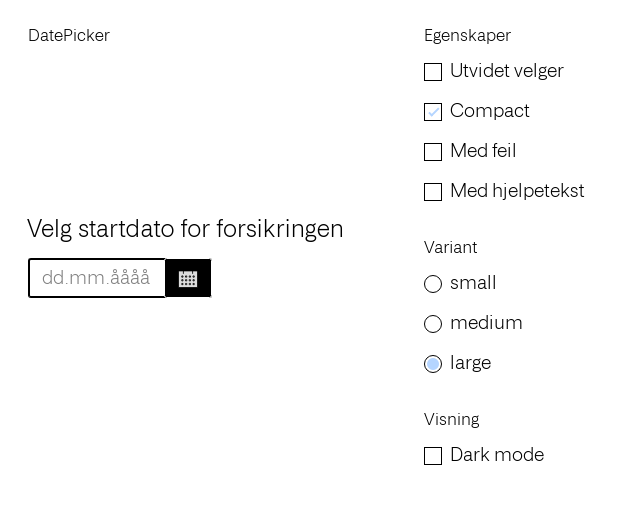 DatePicker
Velg startdato for forsikringen
dd.mm.åååå
Egenskaper
Utvidet velger
Compact
Med feil
Med hjelpetekst
Variant
small
medium
large
Visning
Dark mode